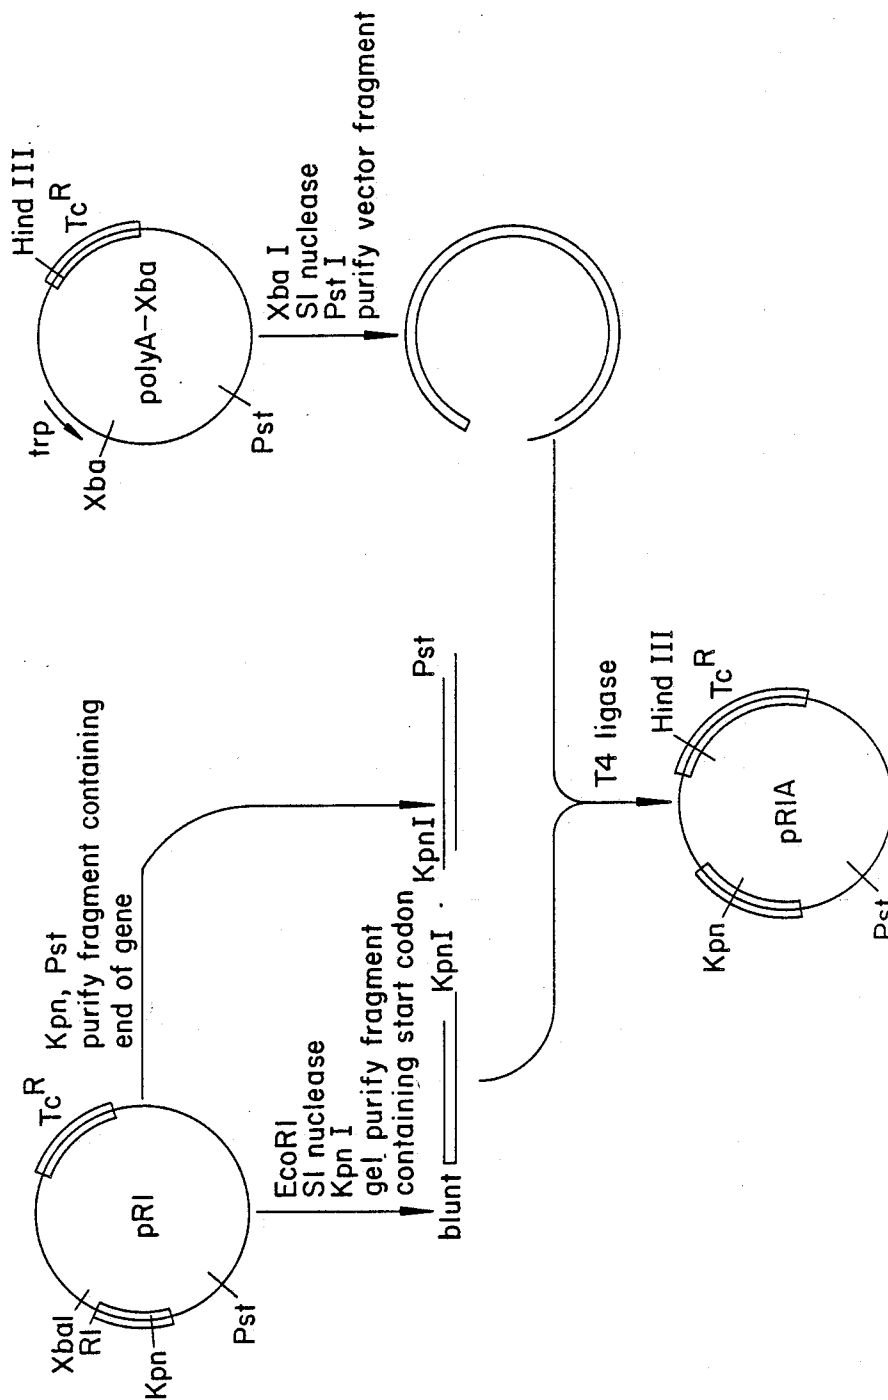 XbaI
RI
Kpn
pRI
Tc R
Pst
Kpn, Pst
purify fragment containing
end of gene
EcoRI
SI nuclease
Kpn I
gel purify fragment
containing start codon
blunt
KpnI
KpnI
Pst
trp
Xba
polyA-Xba
Hind III
Tc R
Pst
Xba I
SI nuclease
Pst I
purify vector fragment
T4 ligase
Kpn
pRIA
Hind III
Tc R
Pst